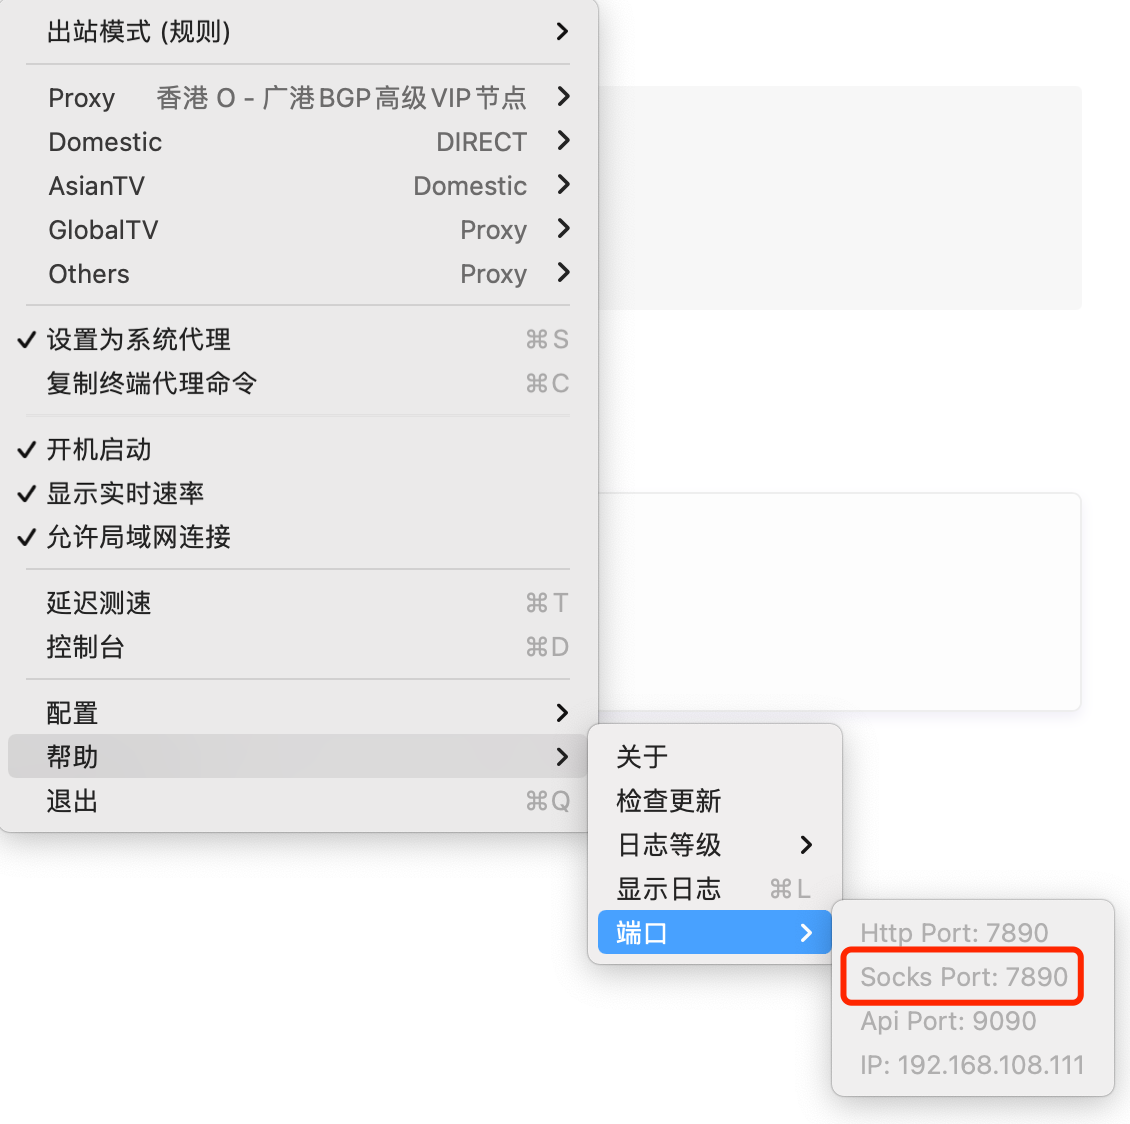 出站模式 (规则)
Proxy 香港 O - 广港BGP高级VIP节点
Domestic DIRECT
AsianTV Domestic
GlobalTV Proxy
Others Proxy
设置为系统代理 ⌘S
复制终端代理命令 ⌘C
开机启动
显示实时速率
允许局域网连接
延迟测速 ⌘T
控制台 ⌘D
配置
帮助
退出 ⌘Q
关于
检查更新
日志等级
显示日志 ⌘L
端口
Http Port: 7890
Socks Port: 7890
Api Port: 9090
IP: 192.168.108.111